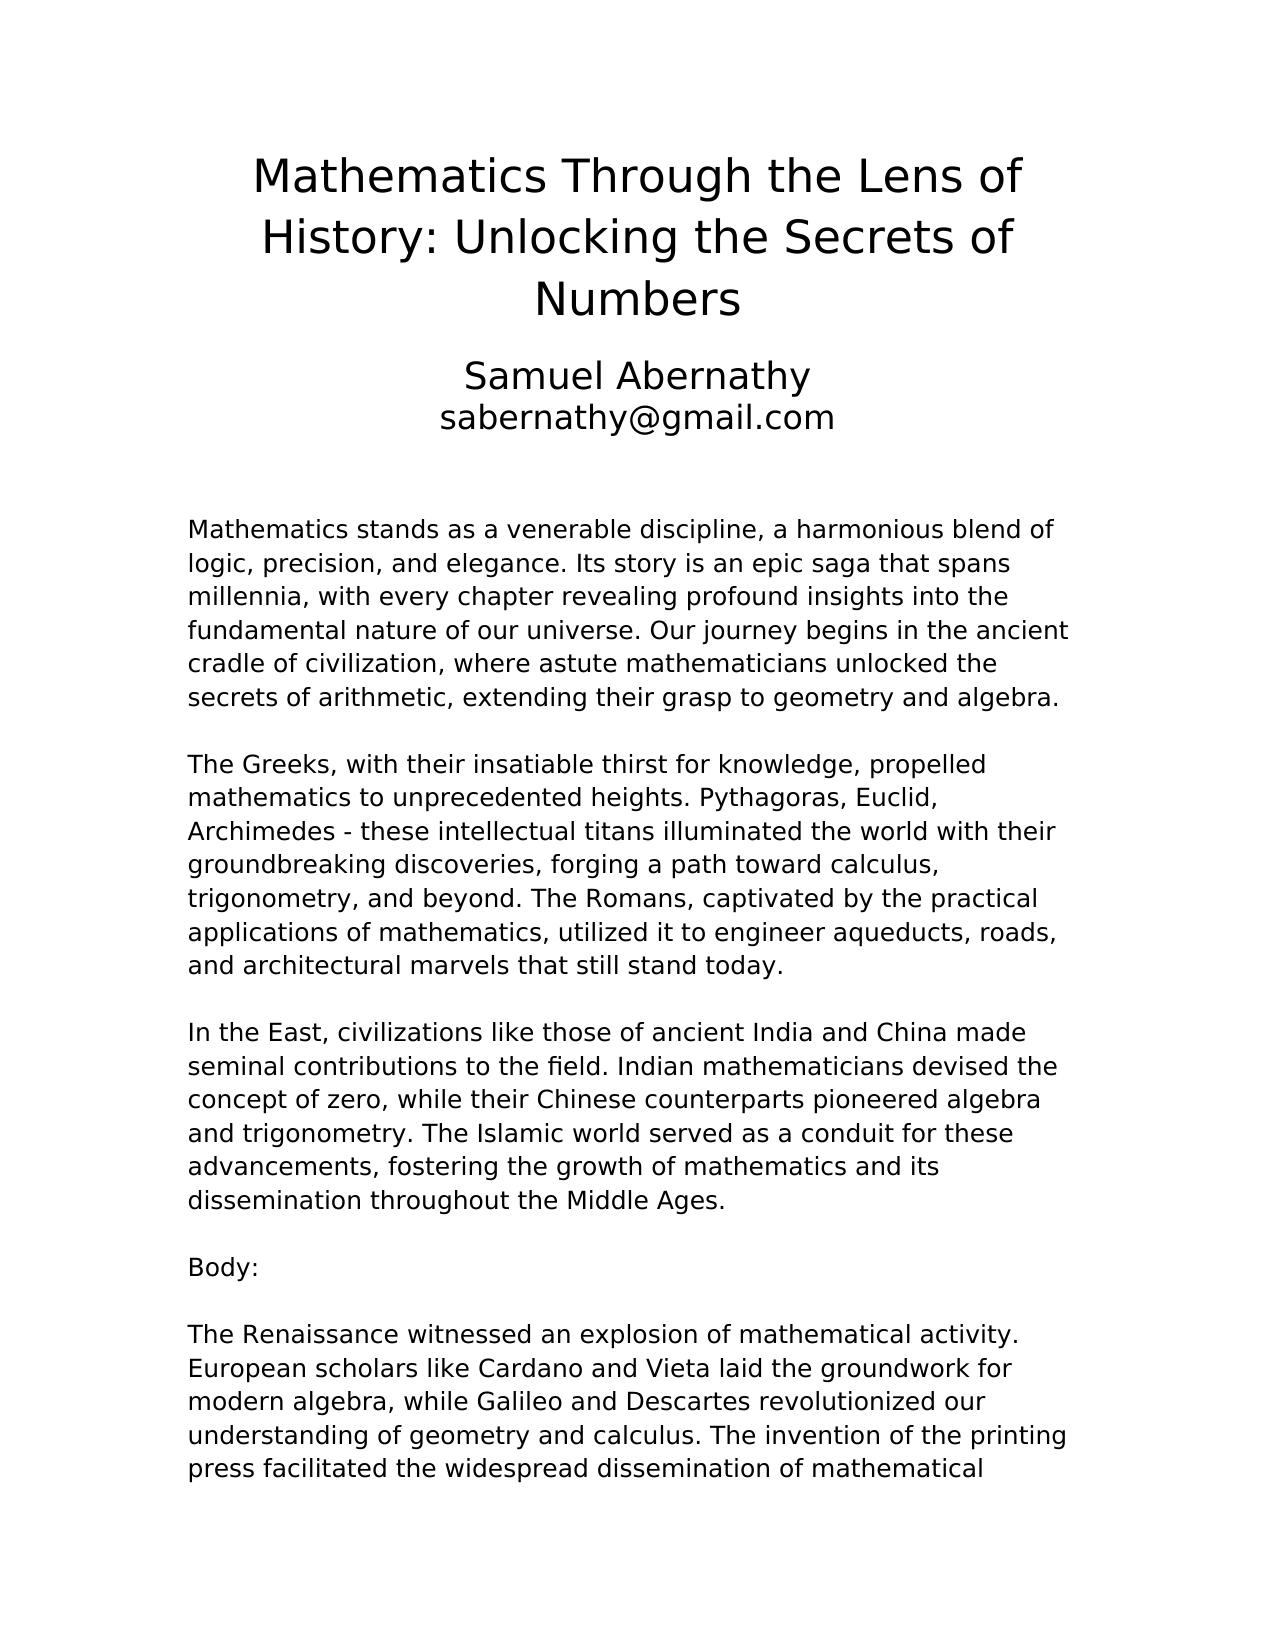 Mathematics Through the Lens of
History: Unlocking the Secrets of
Numbers
Samuel Abernathy
sabernathy@gmail.com
Mathematics stands as a venerable discipline, a harmonious blend of
logic, precision, and elegance. Its story is an epic saga that spans
millennia, with every chapter revealing profound insights into the
fundamental nature of our universe. Our journey begins in the ancient
cradle of civilization, where astute mathematicians unlocked the
secrets of arithmetic, extending their grasp to geometry and algebra.
The Greeks, with their insatiable thirst for knowledge, propelled
mathematics to unprecedented heights. Pythagoras, Euclid,
Archimedes - these intellectual titans illuminated the world with their
groundbreaking discoveries, forging a path toward calculus,
trigonometry, and beyond. The Romans, captivated by the practical
applications of mathematics, utilized it to engineer aqueducts, roads,
and architectural marvels that still stand today.
In the East, civilizations like those of ancient India and China made
seminal contributions to the field. Indian mathematicians devised the
concept of zero, while their Chinese counterparts pioneered algebra
and trigonometry. The Islamic world served as a conduit for these
advancements, fostering the growth of mathematics and its
dissemination throughout the Middle Ages.
Body:
The Renaissance witnessed an explosion of mathematical activity.
European scholars like Cardano and Vieta laid the groundwork for
modern algebra, while Galileo and Descartes revolutionized our
understanding of geometry and calculus. The invention of the printing
press facilitated the widespread dissemination of mathematical